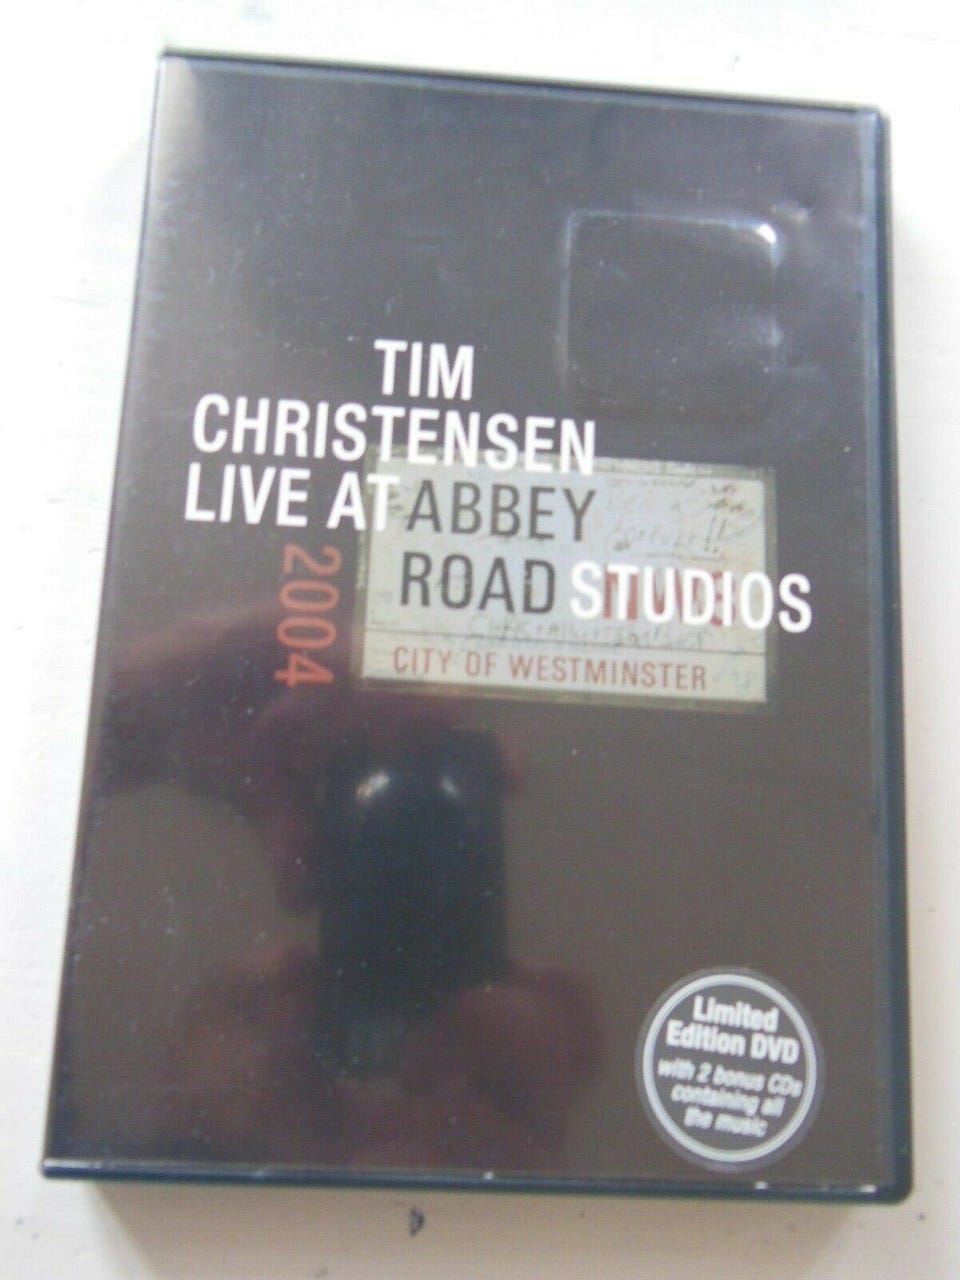 TIM
CHRISTENSEN
LIVE AT ABBEY
ROAD STUDIOS
2004
CITY OF WESTMINSTER
Limited
Edition DVD
with 2 bonus CDs
containing all
the music